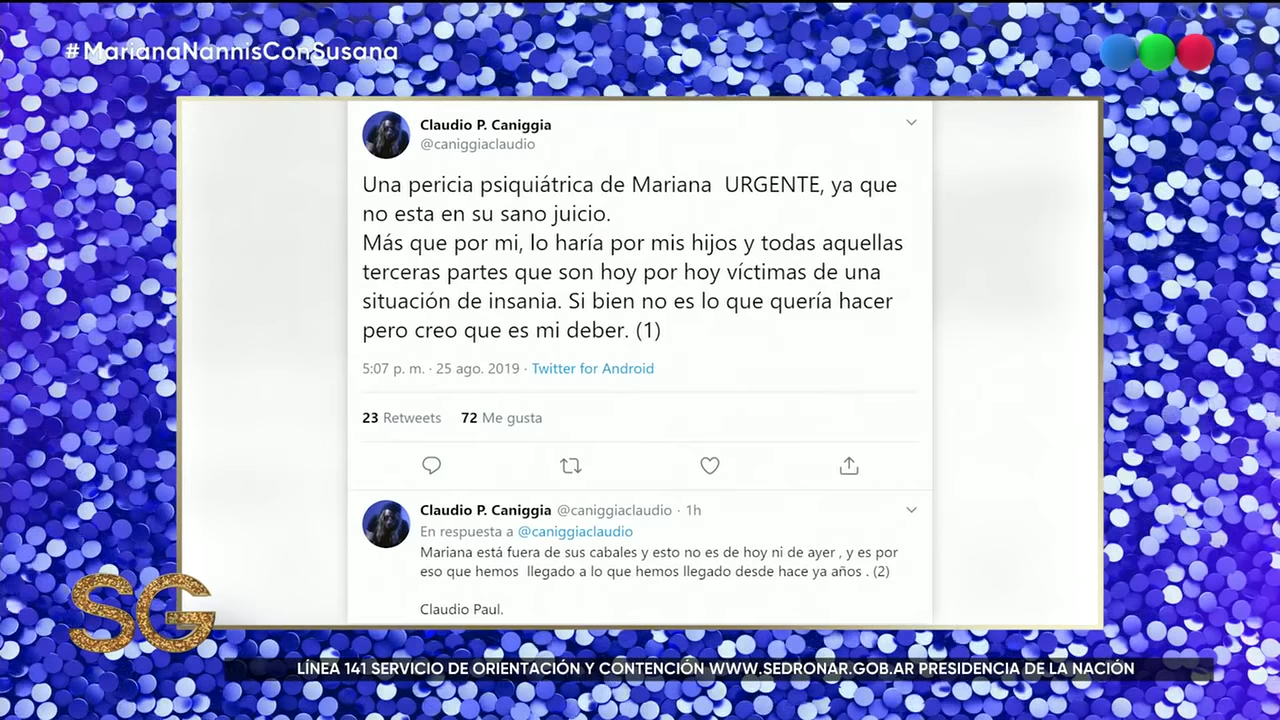 #MarianaNannisConSusana
Claudio P. Caniggia
@caniggiaclaudio
Una pericia psiquiátrica de Mariana  URGENTE, ya que
no esta en su sano juicio.
Más que por mi, lo haría por mis hijos y todas aquellas
terceras partes que son hoy por hoy víctimas de una
situación de insania. Si bien no es lo que quería hacer
pero creo que es mi deber. (1)
5:07 p. m. · 25 ago. 2019 · Twitter for Android
23 Retweets 72 Me gusta
Claudio P. Caniggia @caniggiaclaudio · 1h
En respuesta a @caniggiaclaudio
Mariana está fuera de sus cabales y esto no es de hoy ni de ayer , y es por
eso que hemos  llegado a lo que hemos llegado desde hace ya años . (2)
Claudio Paul.
SG
LÍNEA 141 SERVICIO DE ORIENTACIÓN Y CONTENCIÓN WWW.SEDRONAR.GOB.AR PRESIDENCIA DE LA NACIÓN